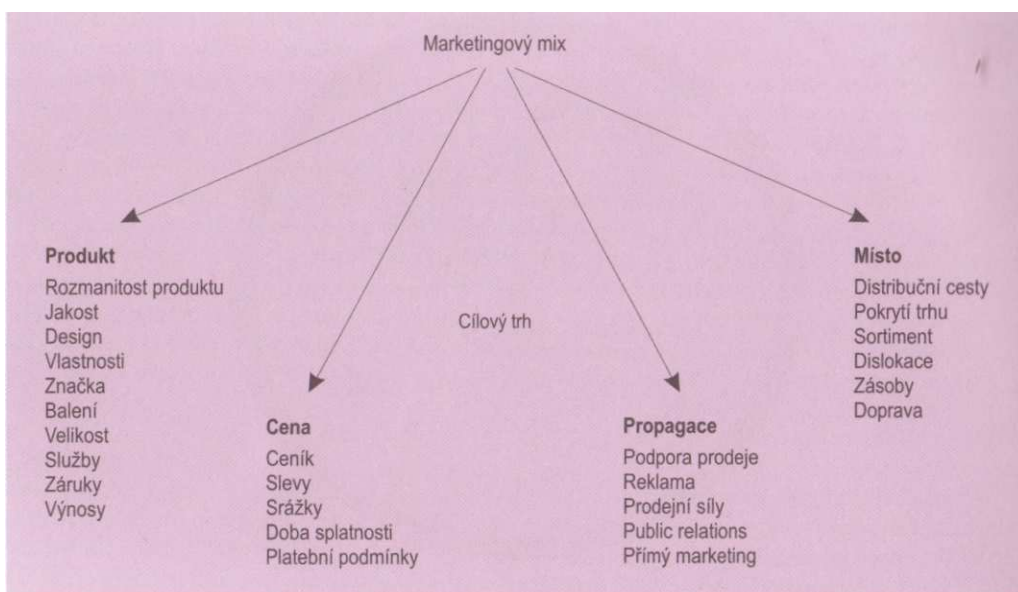 Marketingový mix
Produkt
Rozmanitost produktu
Jakost
Design
Vlastnosti
Značka
Balení
Velikost
Služby
Záruky
Výnosy
Cena
Ceník
Slevy
Srážky
Doba splatnosti
Platební podmínky
Cílový trh
Propagace
Podpora prodeje
Reklama
Prodejní síly
Public relations
Přímý marketing
Místo
Distribuční cesty
Pokrytí trhu
Sortiment
Dislokace
Zásoby
Doprava